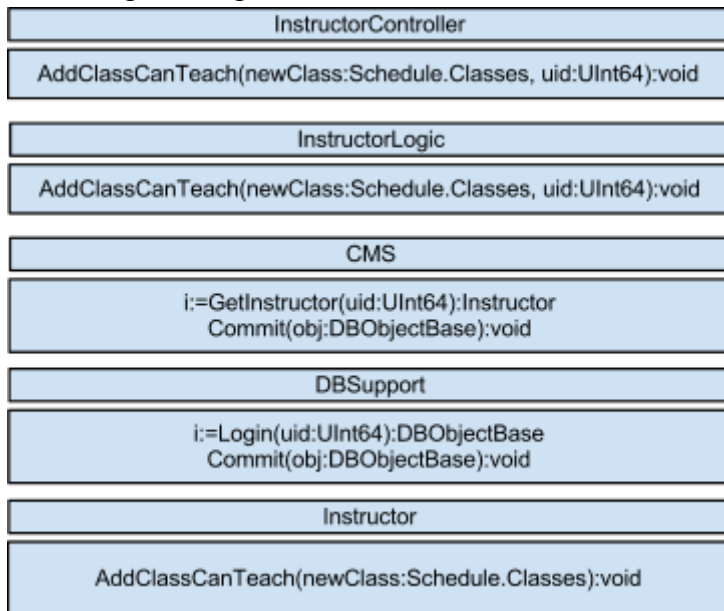 InstructorController
AddClassCanTeach(newClass:Schedule.Classes, uid:UInt64):void
InstructorLogic
AddClassCanTeach(newClass:Schedule.Classes, uid:UInt64):void
CMS
i:=GetInstructor(uid:UInt64):Instructor
Commit(obj:DBObjectBase):void
DBSupport
i:=Login(uid:UInt64):DBObjectBase
Commit(obj:DBObjectBase):void
Instructor
AddClassCanTeach(newClass:Schedule.Classes):void